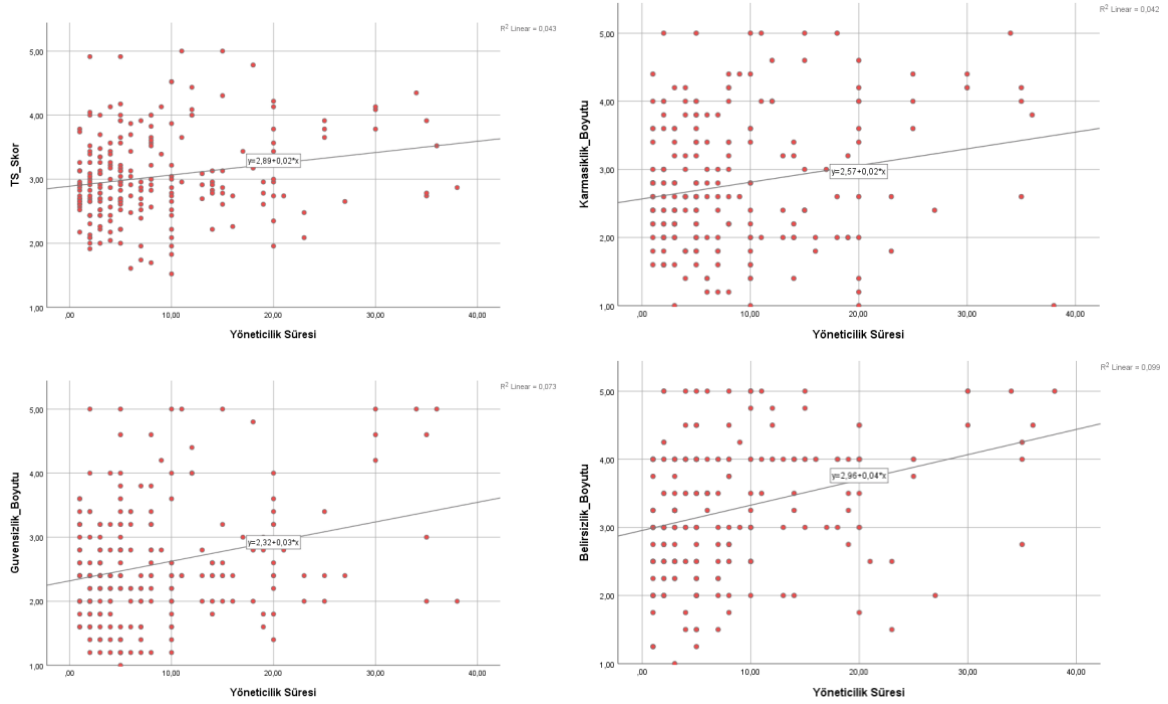 R² Linear = 0,043
5,00
4,00
3,00
2,00
1,00
TS_Skor
y=2,89+0,02*x
,00
10,00
20,00
30,00
40,00
Yöneticilik Süresi
R² Linear = 0,042
5,00
4,00
3,00
2,00
1,00
Karmasiklik_Boyutu
y=2,57+0,02*x
,00
10,00
20,00
30,00
40,00
Yöneticilik Süresi
R² Linear = 0,073
5,00
4,00
3,00
2,00
1,00
Guvensizlik_Boyutu
y=2,32+0,03*x
,00
10,00
20,00
30,00
40,00
Yöneticilik Süresi
R² Linear = 0,099
5,00
4,00
3,00
2,00
1,00
Belirsizlik_Boyutu
y=2,96+0,04*x
,00
10,00
20,00
30,00
40,00
Yöneticilik Süresi